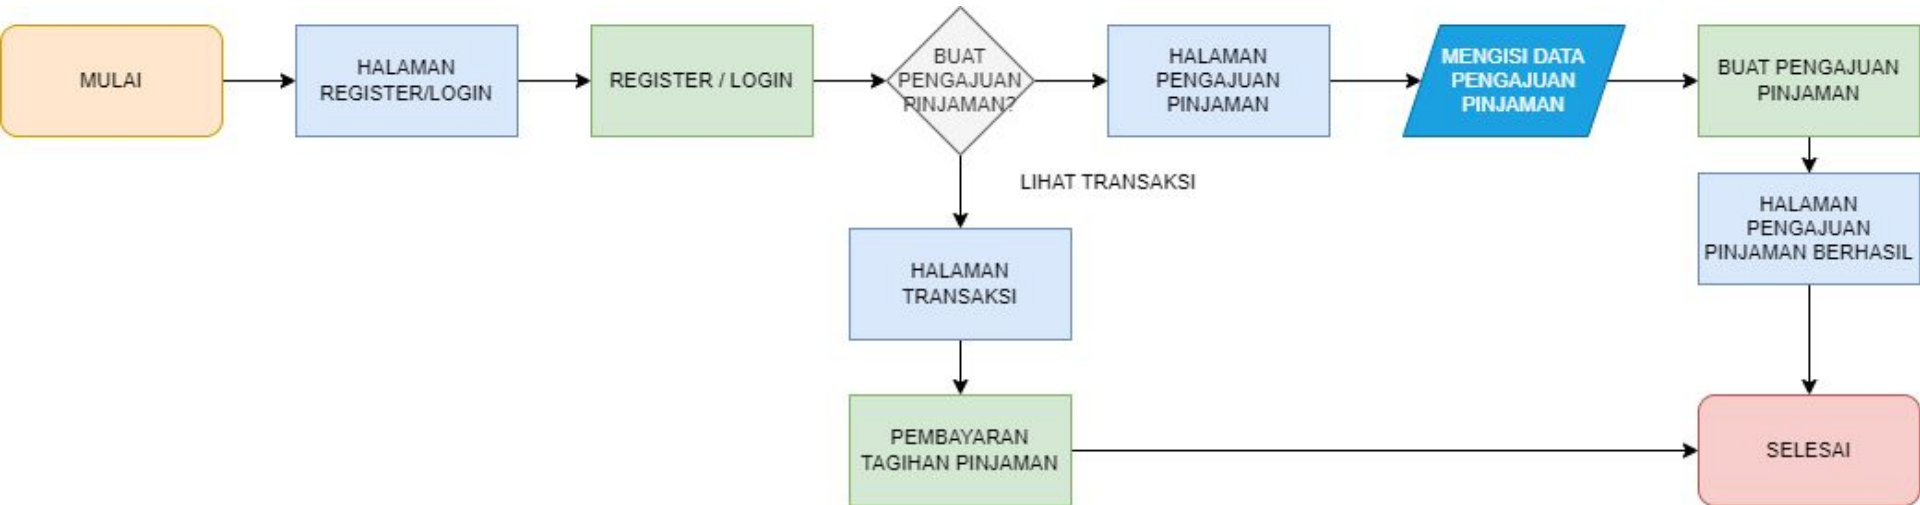 MULAI
HALAMAN
REGISTER/LOGIN
REGISTER / LOGIN
BUAT
PENGAJUAN
PINJAMAN?
HALAMAN
PENGAJUAN
PINJAMAN
MENGISI DATA
PENGAJUAN
PINJAMAN
BUAT PENGAJUAN
PINJAMAN
LIHAT TRANSAKSI
HALAMAN
PENGAJUAN
PINJAMAN BERHASIL
HALAMAN
TRANSAKSI
PEMBAYARAN
TAGIHAN PINJAMAN
SELESAI